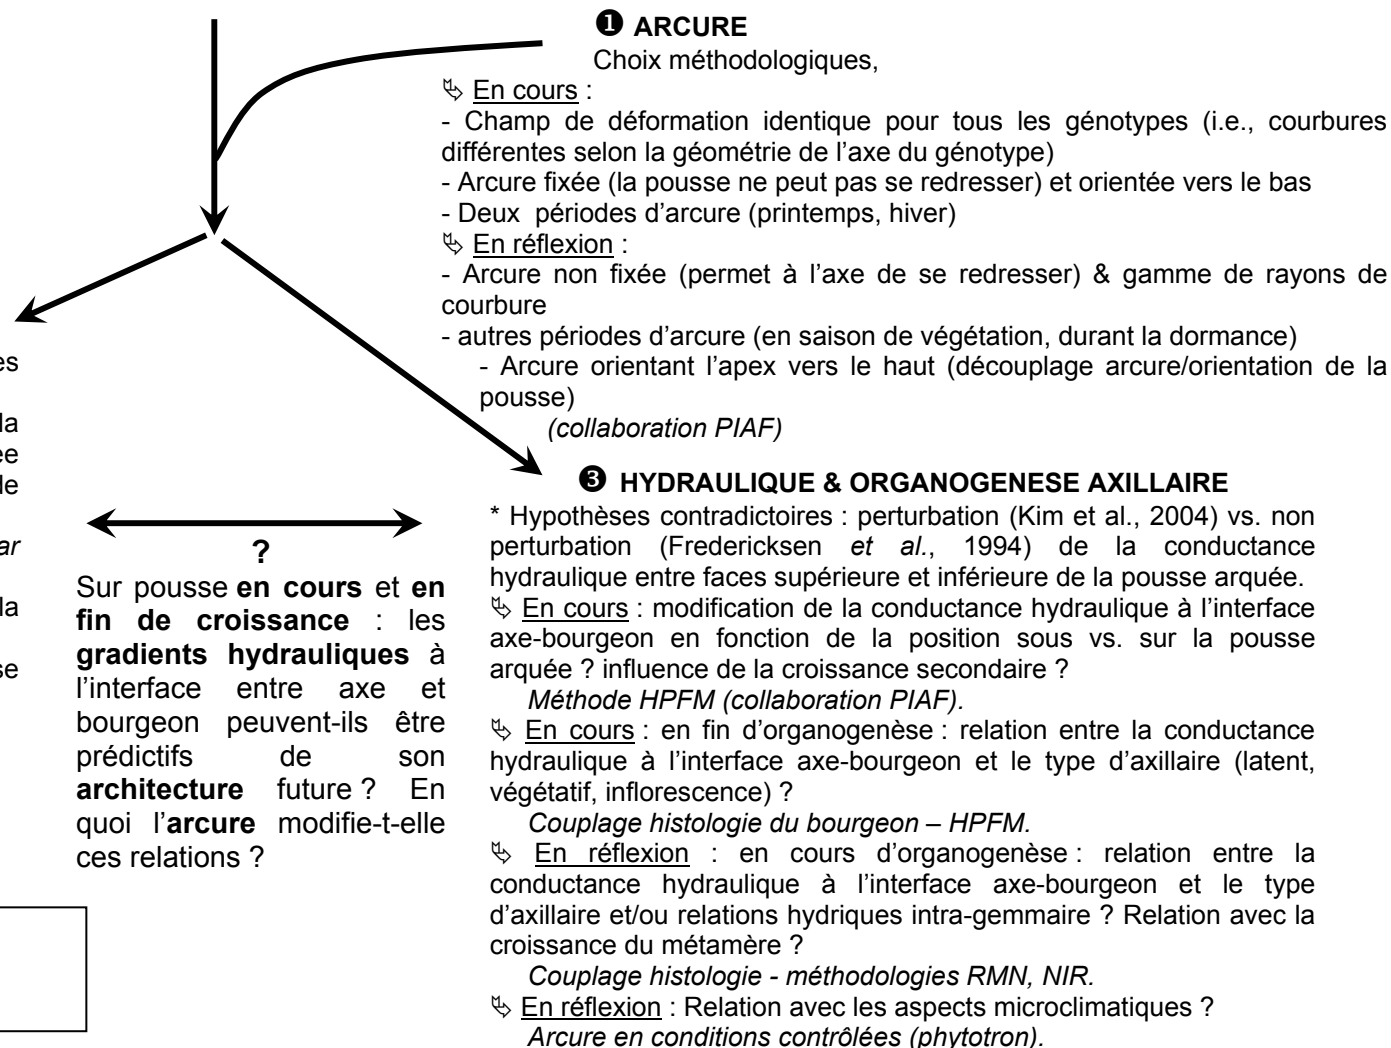 ❶ ARCURE
Choix méthodologiques,
↳ En cours :
- Champ de déformation identique pour tous les génotypes (i.e., courbures
différentes selon la géométrie de l'axe du génotype)
- Arcure fixée (la pousse ne peut pas se redresser) et orientée vers le bas
- Deux périodes d'arcure (printemps, hiver)
↳ En réflexion :
- Arcure non fixée (permet à l'axe de se redresser) & gamme de rayons de
courbure
- autres périodes d'arcure (en saison de végétation, durant la dormance)
- Arcure orientant l'apex vers le haut (découplage arcure/orientation de la
pousse)
(collaboration PIAF)
es
la
ee
le
ar
la
se
?
Sur pousse en cours et en
fin de croissance : les
gradients hydrauliques à
l'interface entre axe et
bourgeon peuvent-ils être
prédictifs de son
architecture future ? En
quoi l'arcure modifie-t-elle
ces relations ?
❸ HYDRAULIQUE & ORGANOGENESE AXILLAIRE
* Hypothèses contradictoires : perturbation (Kim et al., 2004) vs. non
perturbation (Fredericksen et al., 1994) de la conductance
hydraulique entre faces supérieure et inférieure de la pousse arquée.
↳ En cours : modification de la conductance hydraulique à l'interface
axe-bourgeon en fonction de la position sous vs. sur la pousse
arquée ? influence de la croissance secondaire ?
Méthode HPFM (collaboration PIAF).
↳ En cours : en fin d'organogenèse : relation entre la conductance
hydraulique à l'interface axe-bourgeon et le type d'axillaire (latent,
végétatif, inflorescence) ?
Couplage histologie du bourgeon – HPFM.
↳ En réflexion : en cours d'organogenèse : relation entre la
conductance hydraulique à l'interface axe-bourgeon et le type
d'axillaire et/ou relations hydriques intra-gemmaire ? Relation avec la
croissance du métamère ?
Couplage histologie - méthodologies RMN, NIR.
↳ En réflexion : Relation avec les aspects microclimatiques ?
Arcure en conditions contrôlées (phytotron).